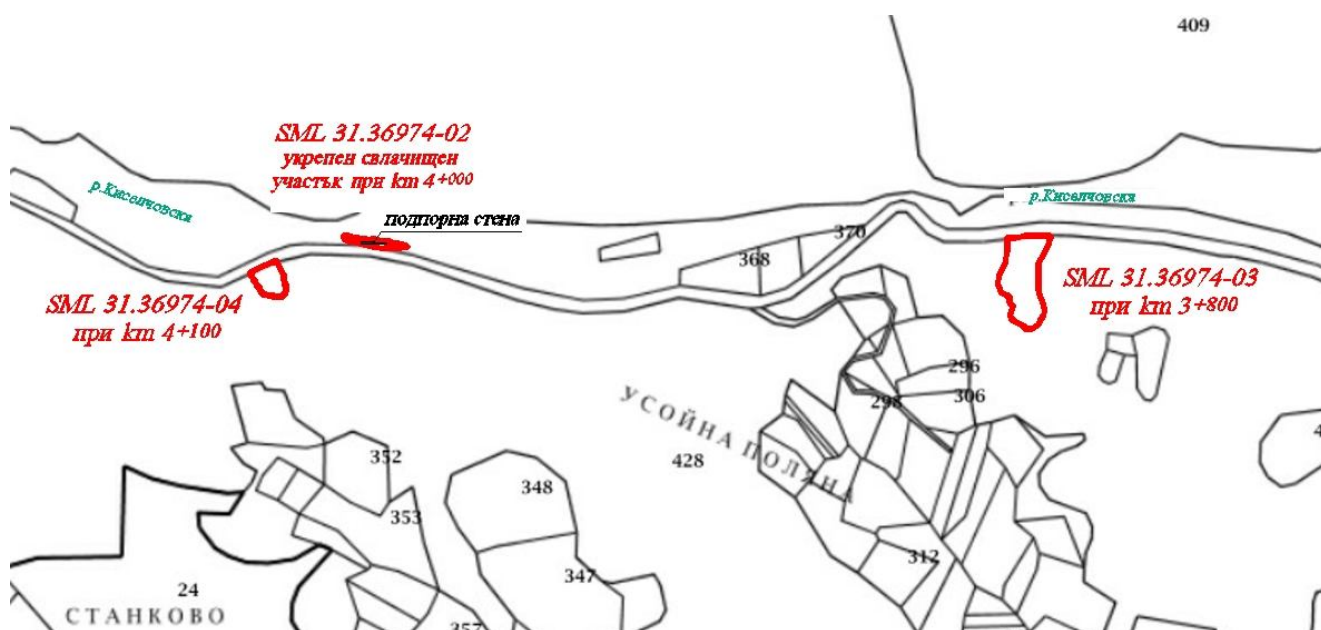 409
SML 31.36974-02
укрепен свлачищен
участък при km 4+000
р.Киселчовска
р.Киселчовска
подпорна стена
370
368
SML 31.36974-04
при km 4+100
SML 31.36974-03
при km 3+800
296
298
306
УСОЙНА ПОЛЯНА
352
428
348
353
312
347
24
СТАНКОВО
357